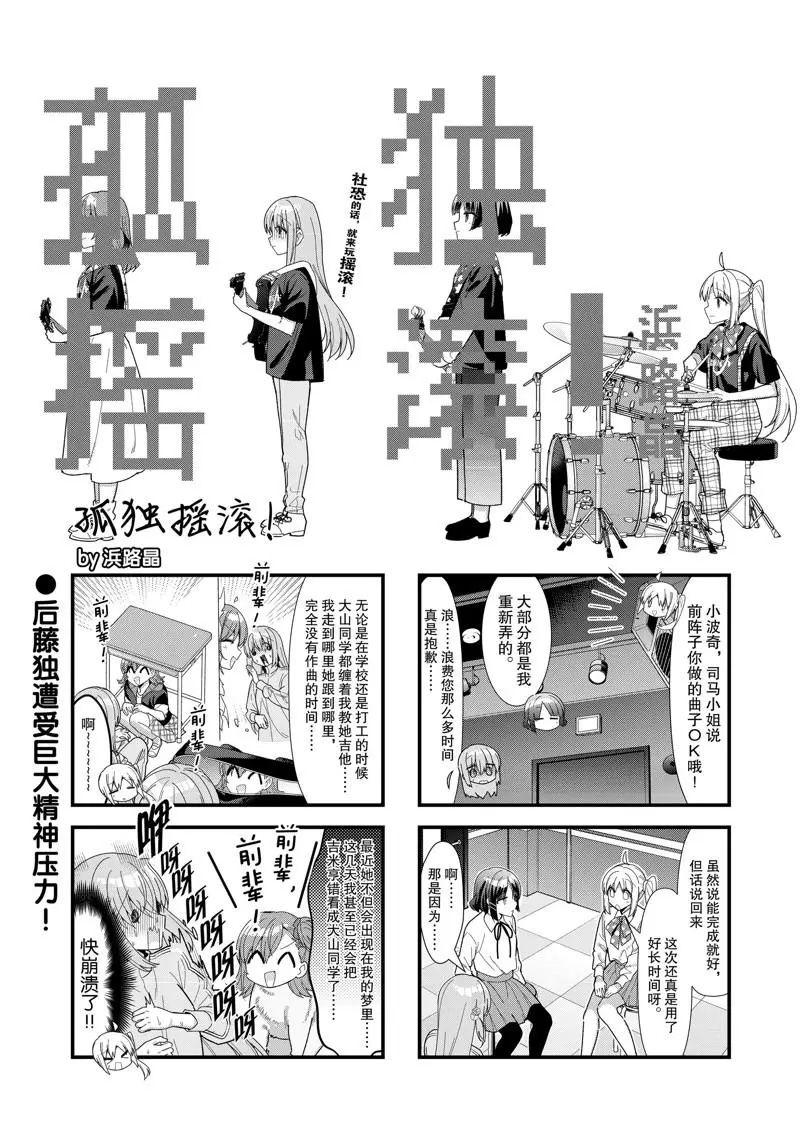 孤独摇滚！
社恐的话，就来玩摇滚！
浜路晶
孤独摇滚！
by 浜路晶
●后藤独遭受巨大精神压力！
小波奇，司马小姐说
前阵子你做的曲子OK哦！
大部分都是我
重新弄的。
浪……浪费您那么多时间
真是抱歉……
虽然说能完成就好，
但话说回来
这次还真是用了
好长时间呀。
啊……
那是因为……
无论是在学校还是打工的时候
大山同学都缠着我教她吉他……
我走到哪里她跟到哪里，
完全没有作曲的时间……
前辈！
前辈！
前辈！
啊～～～～～～
最近她不但会出现在我的梦里……
这几天我甚至已经会把
吉米亨错看成大山同学了……
前辈！
前辈！
咿呀呀呀呀呀呀
快崩溃了!!